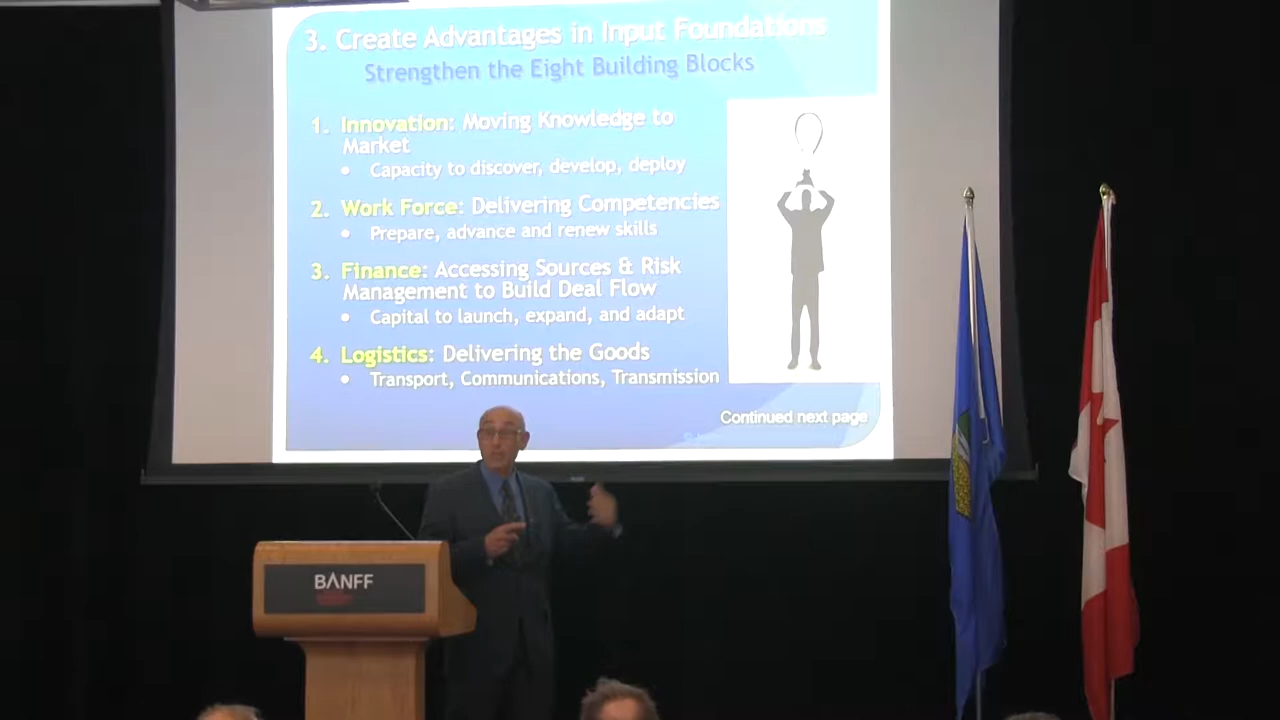 3. Create Advantages in Input Foundations
Strengthen the Eight Building Blocks
1. Innovation: Moving Knowledge to
Market
• Capacity to discover, develop, deploy
2. Work Force: Delivering Competencies
• Prepare, advance and renew skills
3. Finance: Accessing Sources & Risk
Management to Build Deal Flow
• Capital to launch, expand, and adapt
4. Logistics: Delivering the Goods
• Transport, Communications, Transmission
Continued next page
BANFF